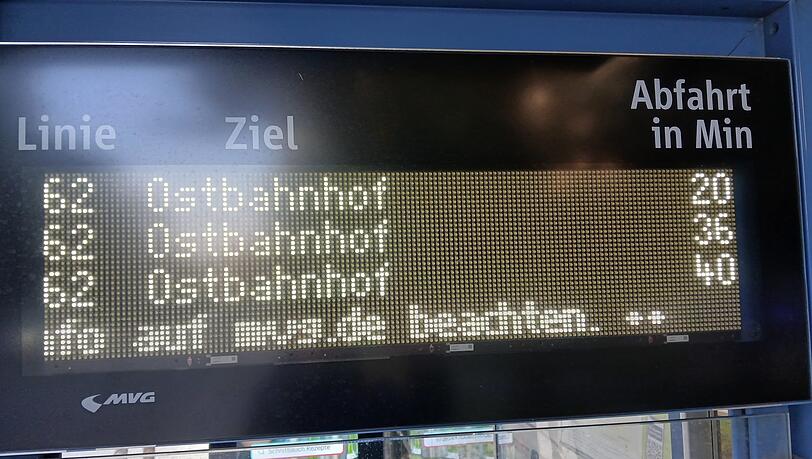 Linie Ziel Abfahrt in Min
62 Ostbahnhof 20
62 Ostbahnhof 36
62 Ostbahnhof 40
nfo auf mvg.de beachten. ++
MVG